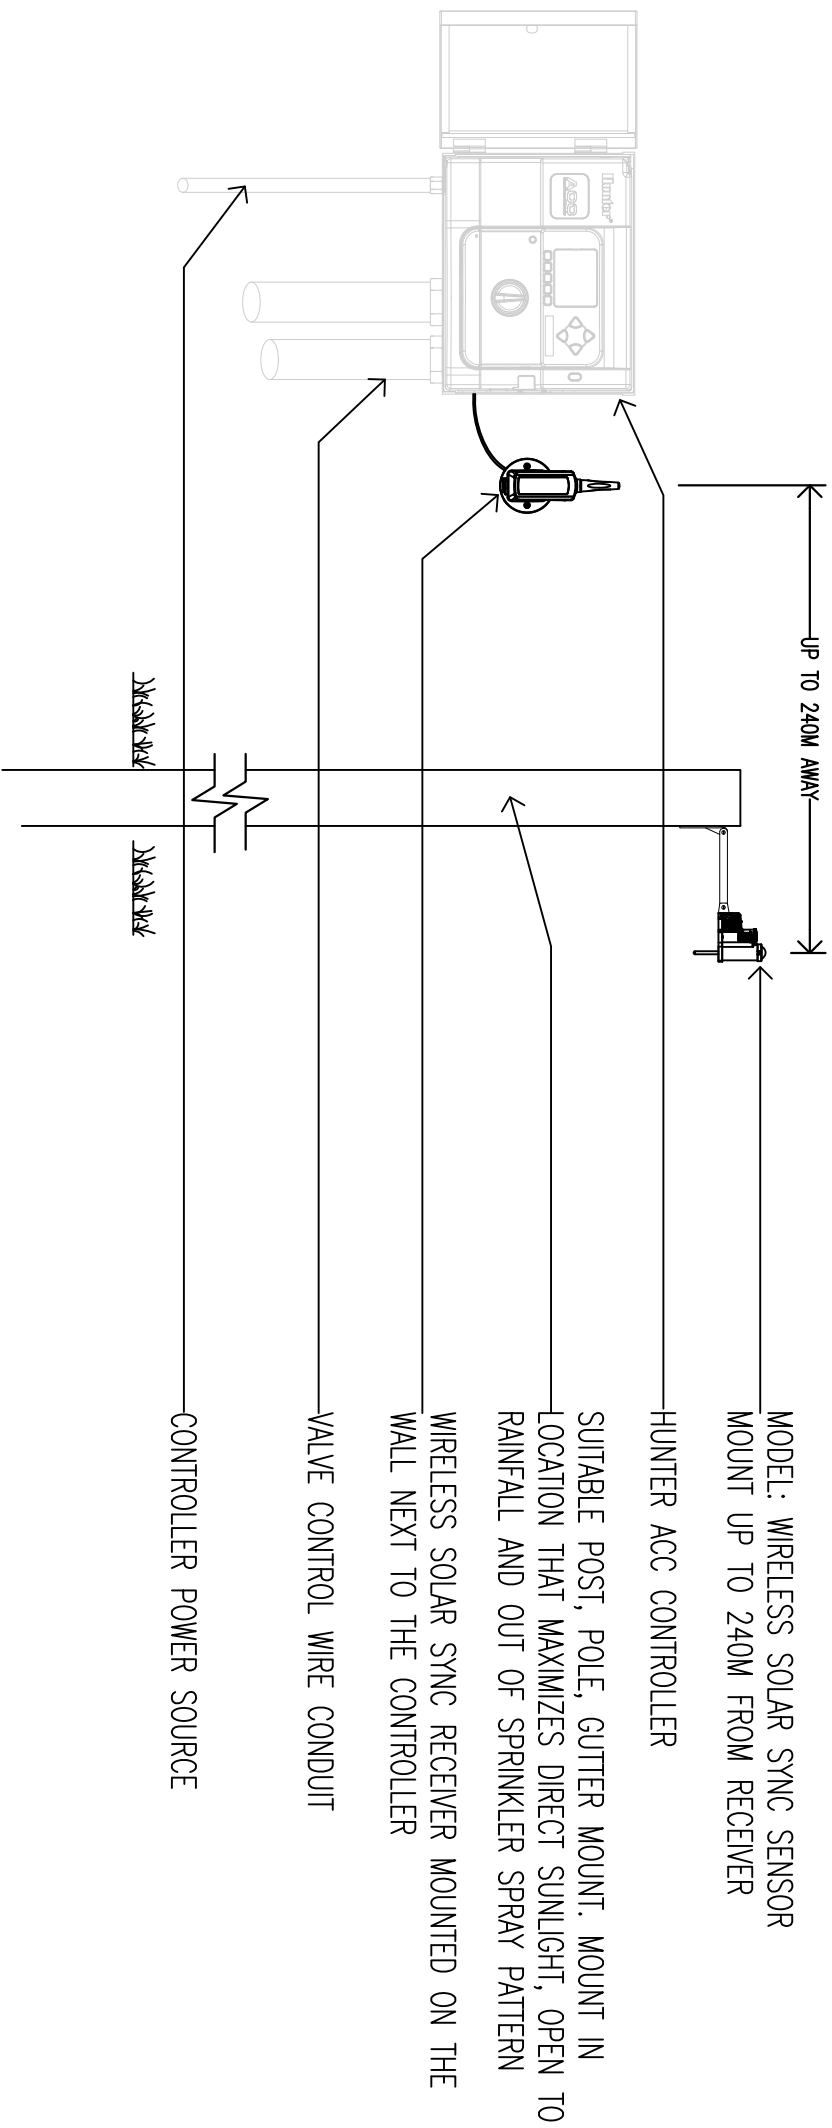 MODEL: WIRELESS SOLAR SYNC SENSOR
MOUNT UP TO 240M FROM RECEIVER
HUNTER ACC CONTROLLER
SUITABLE POST, POLE, GUTTER MOUNT. MOUNT IN
LOCATION THAT MAXIMIZES DIRECT SUNLIGHT, OPEN TO
RAINFALL AND OUT OF SPRINKLER SPRAY PATTERN
WIRELESS SOLAR SYNC RECEIVER MOUNTED ON THE
WALL NEXT TO THE CONTROLLER
VALVE CONTROL WIRE CONDUIT
CONTROLLER POWER SOURCE
UP TO 240M AWAY
Hunter®
ACC